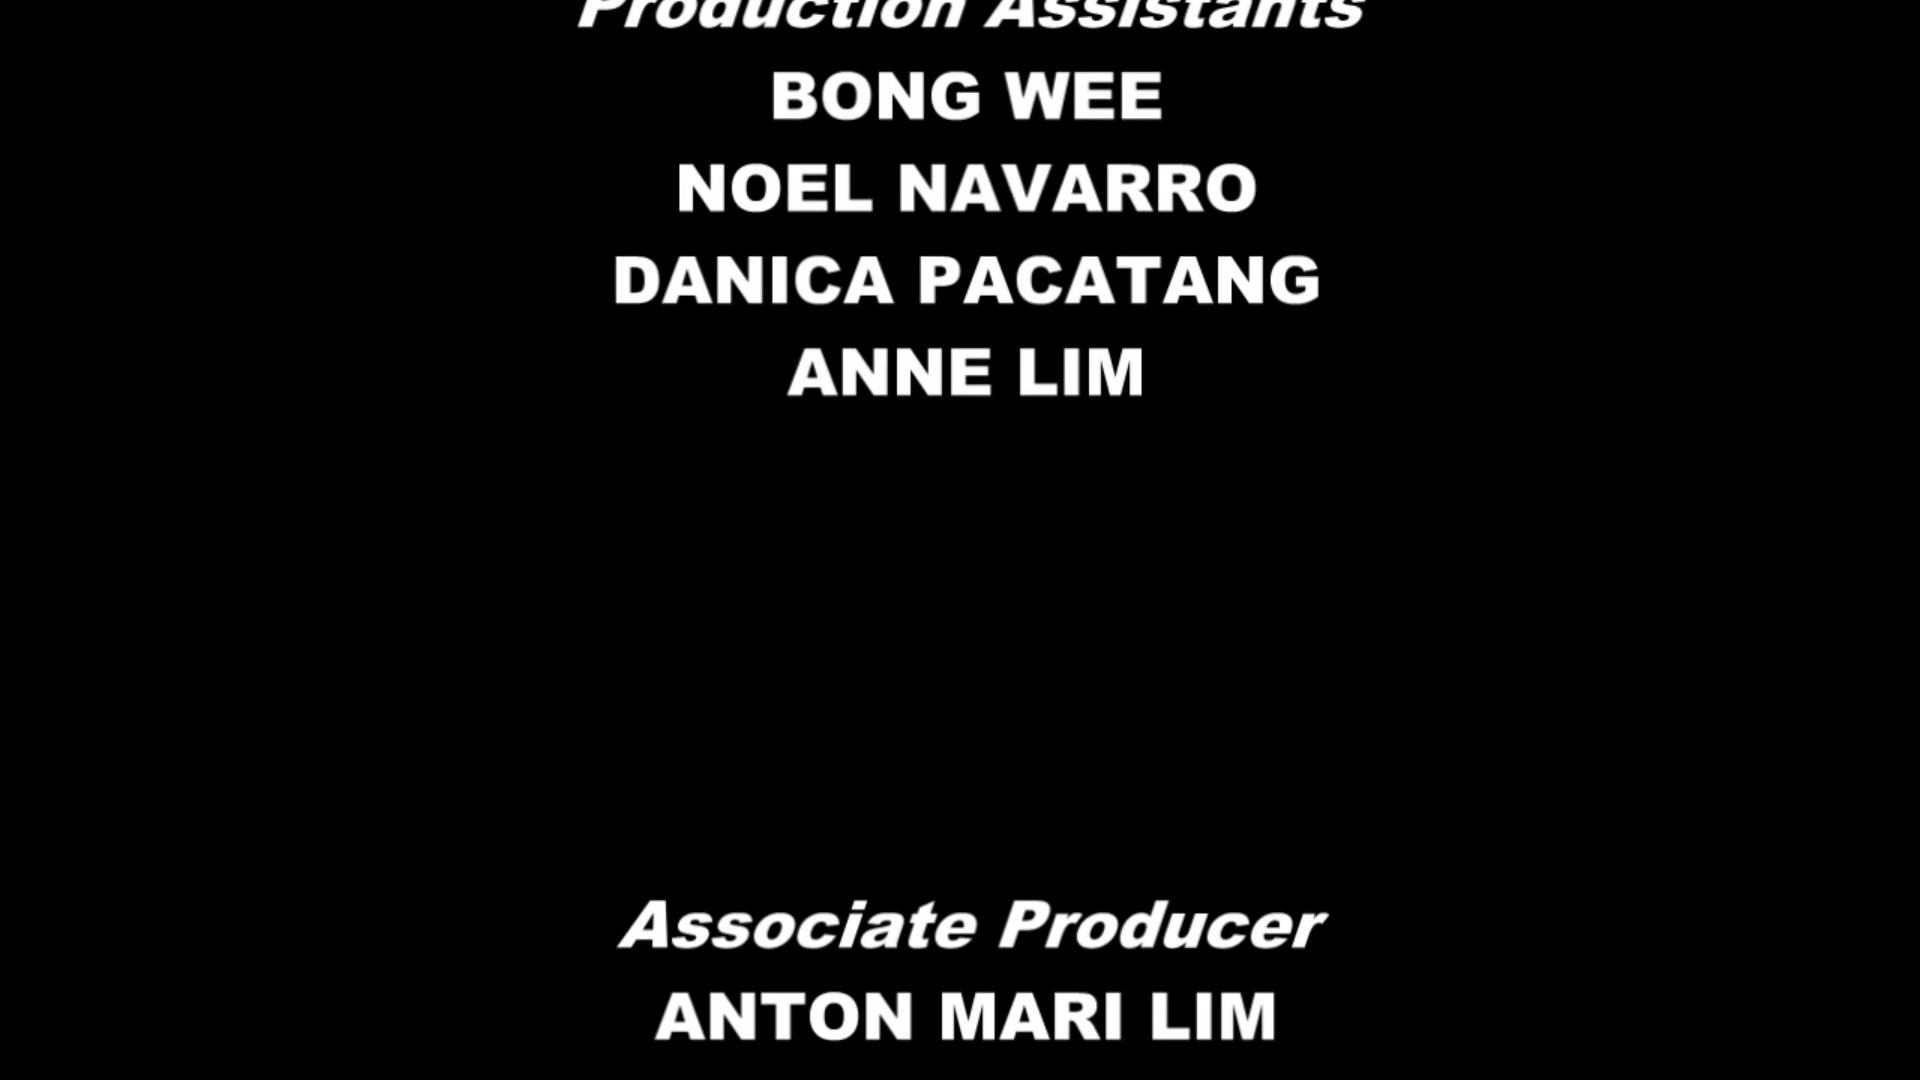 Production Assistants
BONG WEE
NOEL NAVARRO
DANICA PACATANG
ANNE LIM
Associate Producer
ANTON MARI LIM